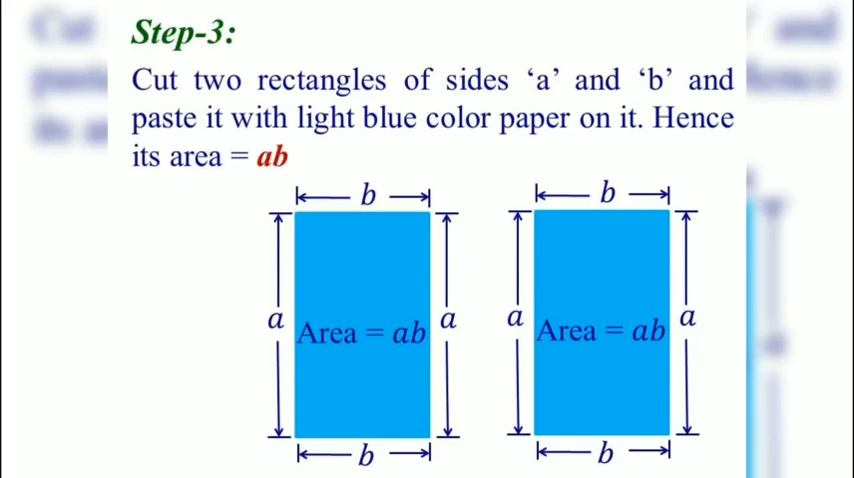 Step-3:
Cut two rectangles of sides ‘a’ and ‘b’ and
paste it with light blue color paper on it. Hence
its area = ab
b b
a Area = ab a a Area = ab a
b b